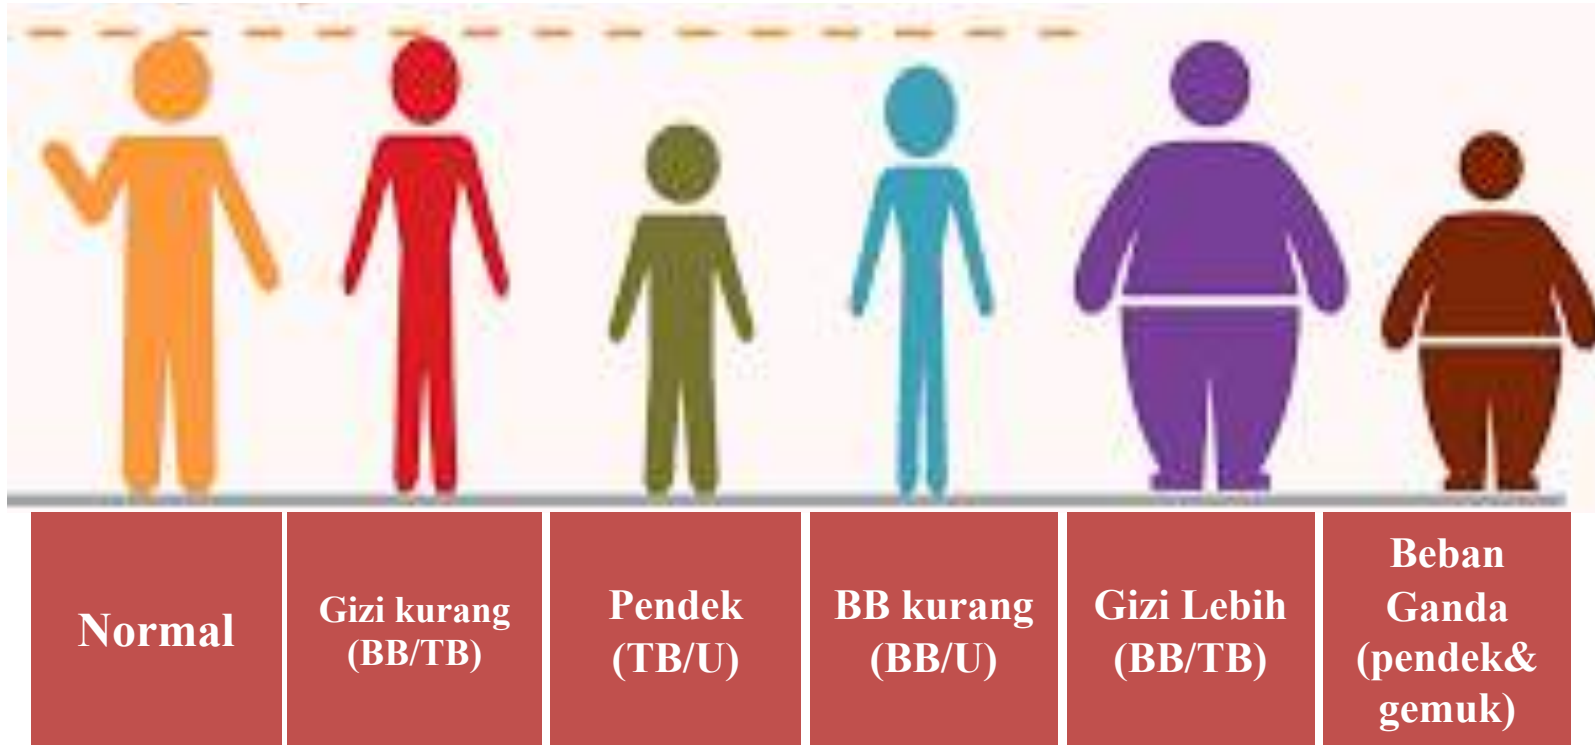 Normal
Gizi kurang
(BB/TB)
Pendek
(TB/U)
BB kurang
(BB/U)
Gizi Lebih
(BB/TB)
Beban
Ganda
(pendek&
gemuk)